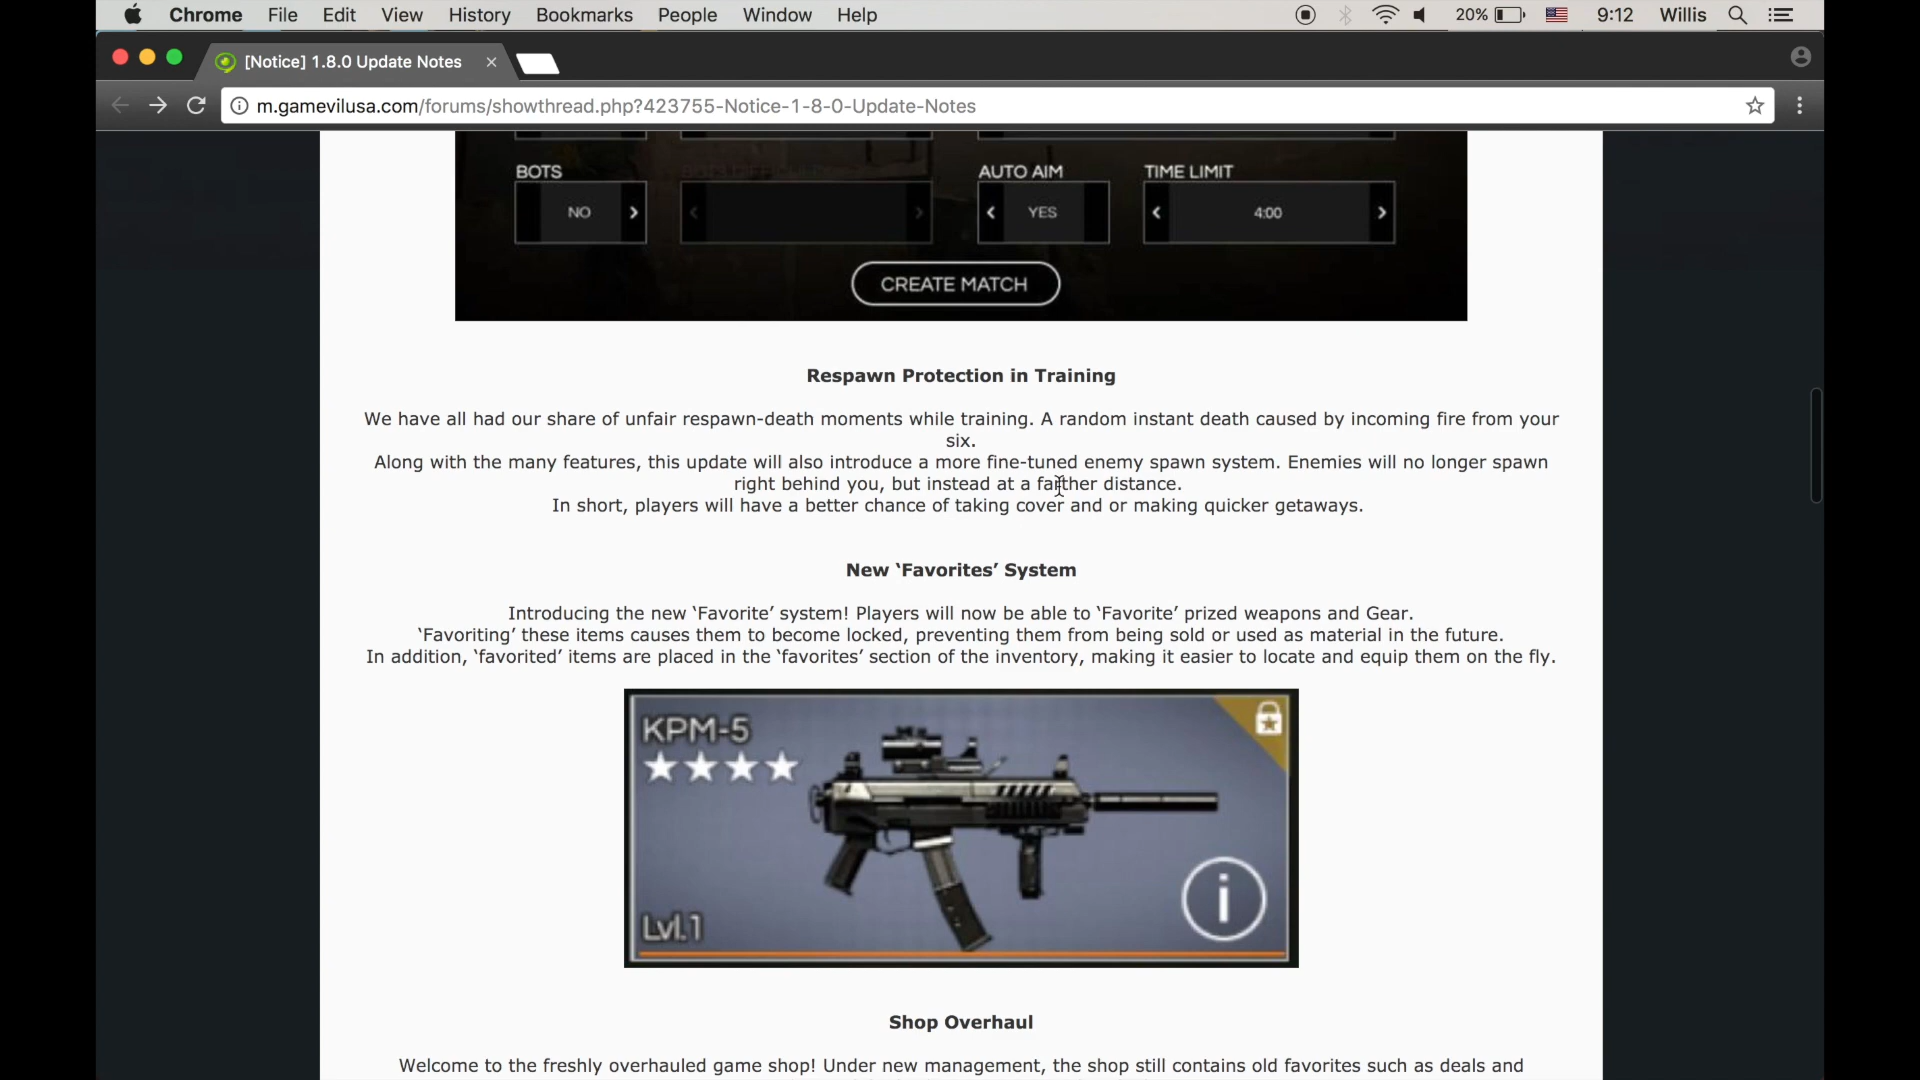 Chrome File Edit View History Bookmarks People Window Help 20% 9:12 Willis
[Notice] 1.8.0 Update Notes
m.gamevilusa.com/forums/showthread.php?423755-Notice-1-8-0-Update-Notes
BOTS AUTO AIM TIME LIMIT
NO YES 4:00
CREATE MATCH
Respawn Protection in Training
We have all had our share of unfair respawn-death moments while training. A random instant death caused by incoming fire from your
six.
Along with the many features, this update will also introduce a more fine-tuned enemy spawn system. Enemies will no longer spawn
right behind you, but instead at a farther distance.
In short, players will have a better chance of taking cover and or making quicker getaways.
New ‘Favorites’ System
Introducing the new ‘Favorite’ system! Players will now be able to ‘Favorite’ prized weapons and Gear.
‘Favoriting’ these items causes them to become locked, preventing them from being sold or used as material in the future.
In addition, ‘favorited’ items are placed in the ‘favorites’ section of the inventory, making it easier to locate and equip them on the fly.
KPM-5
Lvl.1
i
Shop Overhaul
Welcome to the freshly overhauled game shop! Under new management, the shop still contains old favorites such as deals and